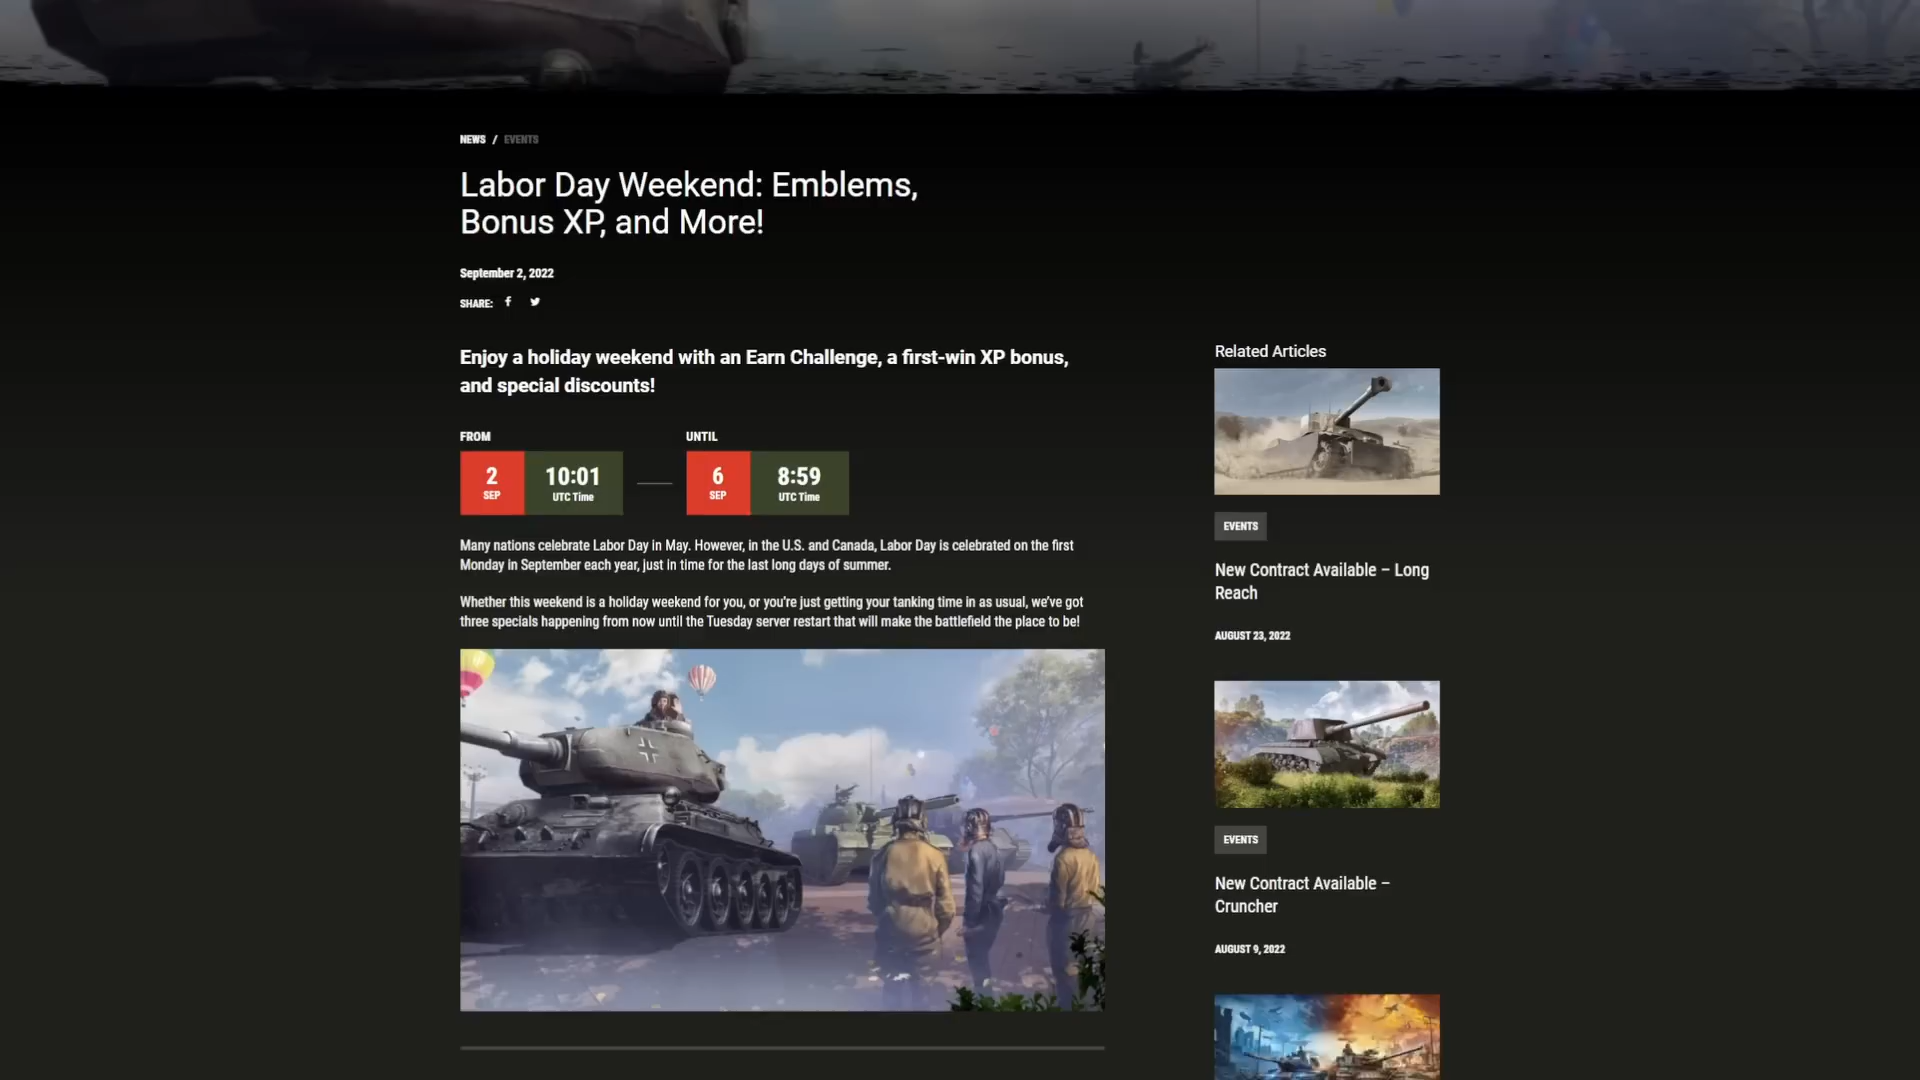 NEWS / EVENTS
Labor Day Weekend: Emblems,
Bonus XP, and More!
September 2, 2022
SHARE:
Enjoy a holiday weekend with an Earn Challenge, a first-win XP bonus,
and special discounts!
FROM
2
SEP
10:01
UTC Time
UNTIL
6
SEP
8:59
UTC Time
Many nations celebrate Labor Day in May. However, in the U.S. and Canada, Labor Day is celebrated on the first
Monday in September each year, just in time for the last long days of summer.
Whether this weekend is a holiday weekend for you, or you're just getting your tanking time in as usual, we've got
three specials happening from now until the Tuesday server restart that will make the battlefield the place to be!
Related Articles
EVENTS
New Contract Available – Long
Reach
AUGUST 23, 2022
EVENTS
New Contract Available –
Cruncher
AUGUST 9, 2022